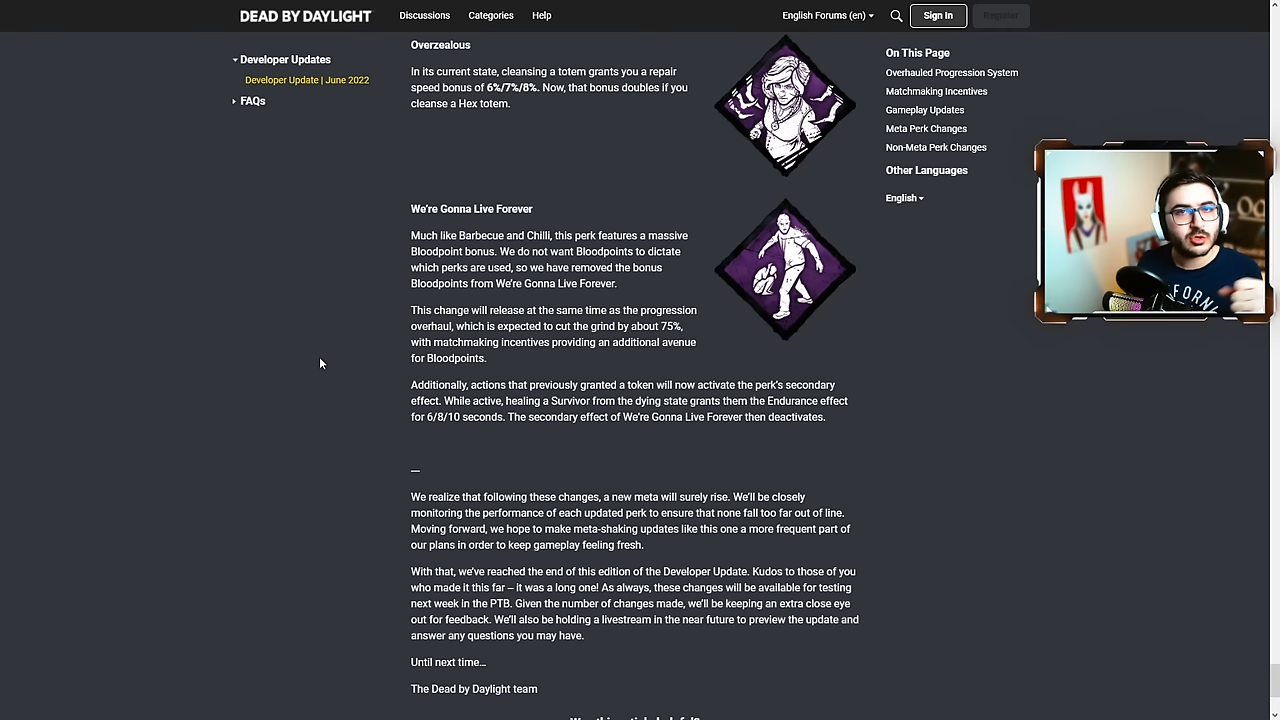 DEAD BY DAYLIGHT
Discussions
Categories
Help
English Forums (en)
Sign In
Register
Developer Updates
Developer Update | June 2022
FAQs
Overzealous
In its current state, cleansing a totem grants you a repair
speed bonus of 6%/7%/8%. Now, that bonus doubles if you
cleanse a Hex totem.
We're Gonna Live Forever
Much like Barbecue and Chilli, this perk features a massive
Bloodpoint bonus. We do not want Bloodpoints to dictate
which perks are used, so we have removed the bonus
Bloodpoints from We're Gonna Live Forever.
This change will release at the same time as the progression
overhaul, which is expected to cut the grind by about 75%,
with matchmaking incentives providing an additional avenue
for Bloodpoints.
Additionally, actions that previously granted a token will now activate the perk's secondary
effect. While active, healing a Survivor from the dying state grants them the Endurance effect
for 6/8/10 seconds. The secondary effect of We're Gonna Live Forever then deactivates.
—
We realize that following these changes, a new meta will surely rise. We'll be closely
monitoring the performance of each updated perk to ensure that none fall too far out of line.
Moving forward, we hope to make meta-shaking updates like this one a more frequent part of
our plans in order to keep gameplay feeling fresh.
With that, we've reached the end of this edition of the Developer Update. Kudos to those of you
who made it this far – it was a long one! As always, these changes will be available for testing
next week in the PTB. Given the number of changes made, we'll be keeping an extra close eye
out for feedback. We'll also be holding a livestream in the near future to preview the update and
answer any questions you may have.
Until next time…
The Dead by Daylight team
On This Page
Overhauled Progression System
Matchmaking Incentives
Gameplay Updates
Meta Perk Changes
Non-Meta Perk Changes
Other Languages
English